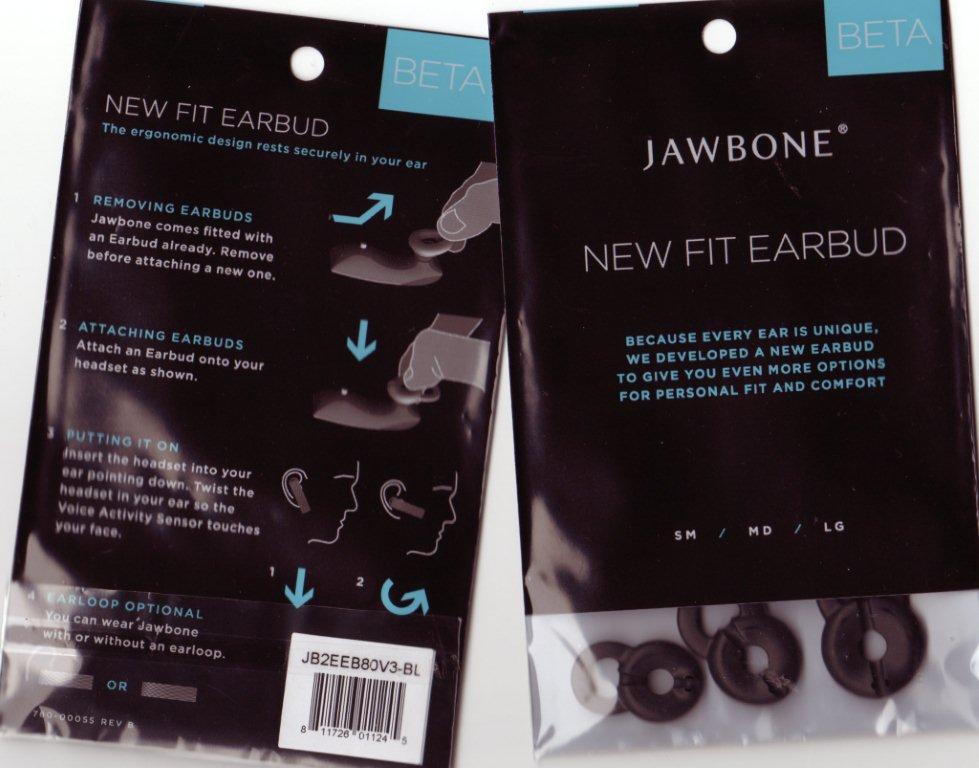 BETA
NEW FIT EARBUD
The ergonomic design rests securely in your ear
1 REMOVING EARBUDS
Jawbone comes fitted with
an Earbud already. Remove
before attaching a new one.
2 ATTACHING EARBUDS
Attach an Earbud onto your
headset as shown.
3 PUTTING IT ON
Insert the headset into your
ear pointing down. Twist the
headset in your ear so the
Voice Activity Sensor touches
your face.
1 2
4 EARLOOP OPTIONAL
You can wear Jawbone
with or without an earloop.
OR
780-00055 REV B
JB2EEB80V3-BL
8 11726 01124 5
BETA
JAWBONE®
NEW FIT EARBUD
BECAUSE EVERY EAR IS UNIQUE,
WE DEVELOPED A NEW EARBUD
TO GIVE YOU EVEN MORE OPTIONS
FOR PERSONAL FIT AND COMFORT
SM / MD / LG